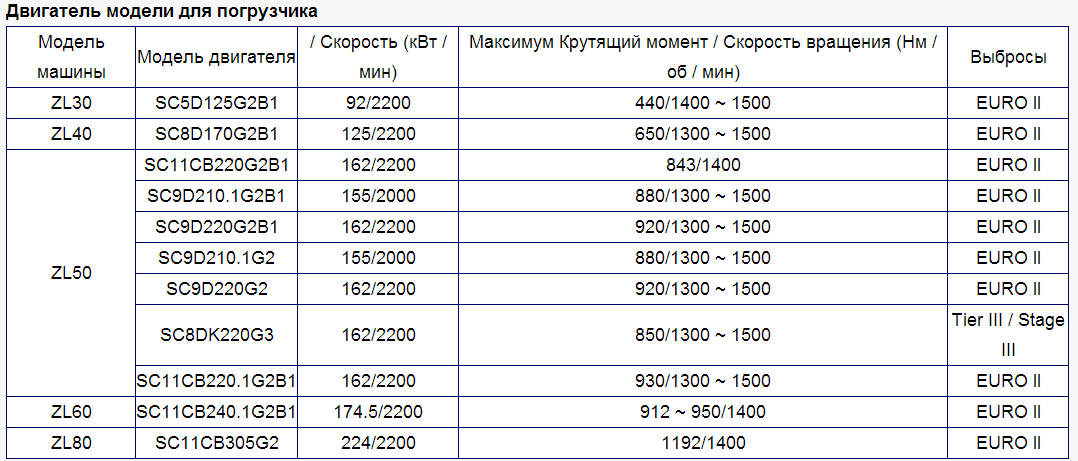 Двигатель модели для погрузчика
Модель машины | Модель двигателя | / Скорость (кВт / мин) | Максимум Крутящий момент / Скорость вращения (Нм / об / мин) | Выбросы
ZL30 | SC5D125G2B1 | 92/2200 | 440/1400 ~ 1500 | EURO II
ZL40 | SC8D170G2B1 | 125/2200 | 650/1300 ~ 1500 | EURO II
ZL50 | SC11CB220G2B1 | 162/2200 | 843/1400 | EURO II
SC9D210.1G2B1 | 155/2000 | 880/1300 ~ 1500 | EURO II
SC9D220G2B1 | 162/2200 | 920/1300 ~ 1500 | EURO II
SC9D210.1G2 | 155/2000 | 880/1300 ~ 1500 | EURO II
SC9D220G2 | 162/2200 | 920/1300 ~ 1500 | EURO II
SC8DK220G3 | 162/2200 | 850/1300 ~ 1500 | Tier III / Stage III
SC11CB220.1G2B1 | 162/2200 | 930/1300 ~ 1500 | EURO II
ZL60 | SC11CB240.1G2B1 | 174.5/2200 | 912 ~ 950/1400 | EURO II
ZL80 | SC11CB305G2 | 224/2200 | 1192/1400 | EURO II